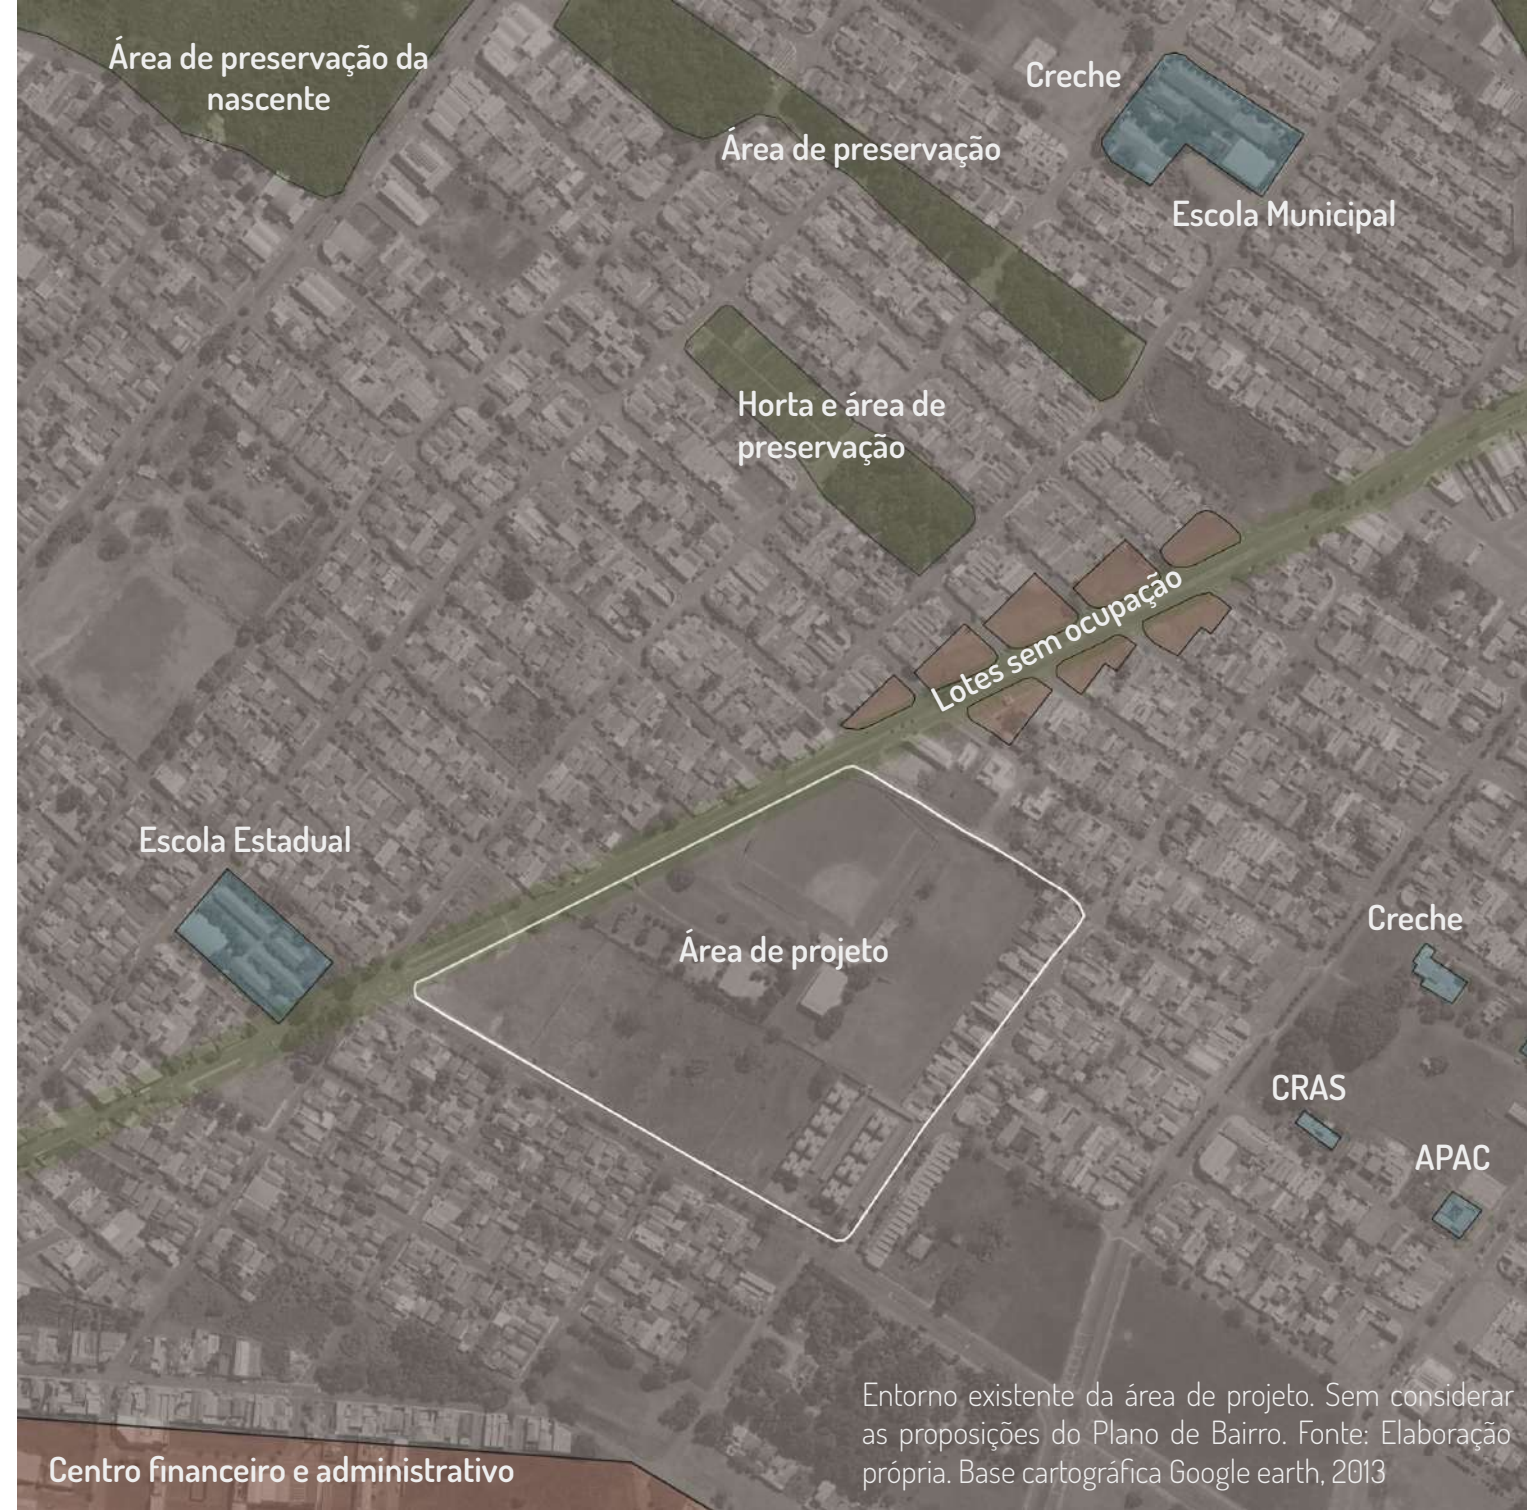 Área de preservação da
nascente
Creche
Área de preservação
Escola Municipal
Horta e área de
preservação
Lotes sem ocupação
Escola Estadual
Área de projeto
Creche
CRAS
APAC
Entorno existente da área de projeto. Sem considerar
as proposições do Plano de Bairro. Fonte: Elaboração
própria. Base cartográfica Google earth, 2013
Centro financeiro e administrativo